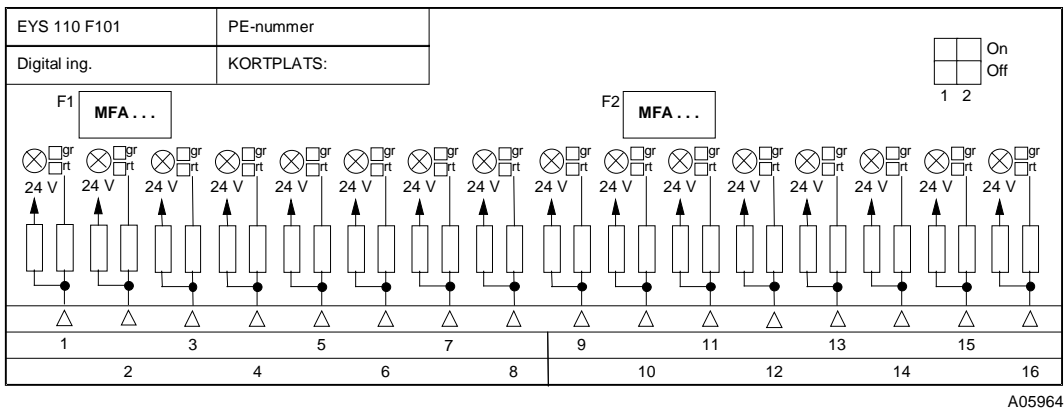 EYS 110 F101 PE-nummer
Digital ing. KORTPLATS:
On
Off
1 2
F1 MFA . . . F2 MFA . . .
gr gr gr gr gr gr gr gr gr gr gr gr gr gr gr gr
rt rt rt rt rt rt rt rt rt rt rt rt rt rt rt rt
24 V 24 V 24 V 24 V 24 V 24 V 24 V 24 V 24 V 24 V 24 V 24 V 24 V 24 V 24 V 24 V
1 3 5 7 9 11 13 15
2 4 6 8 10 12 14 16
A05964